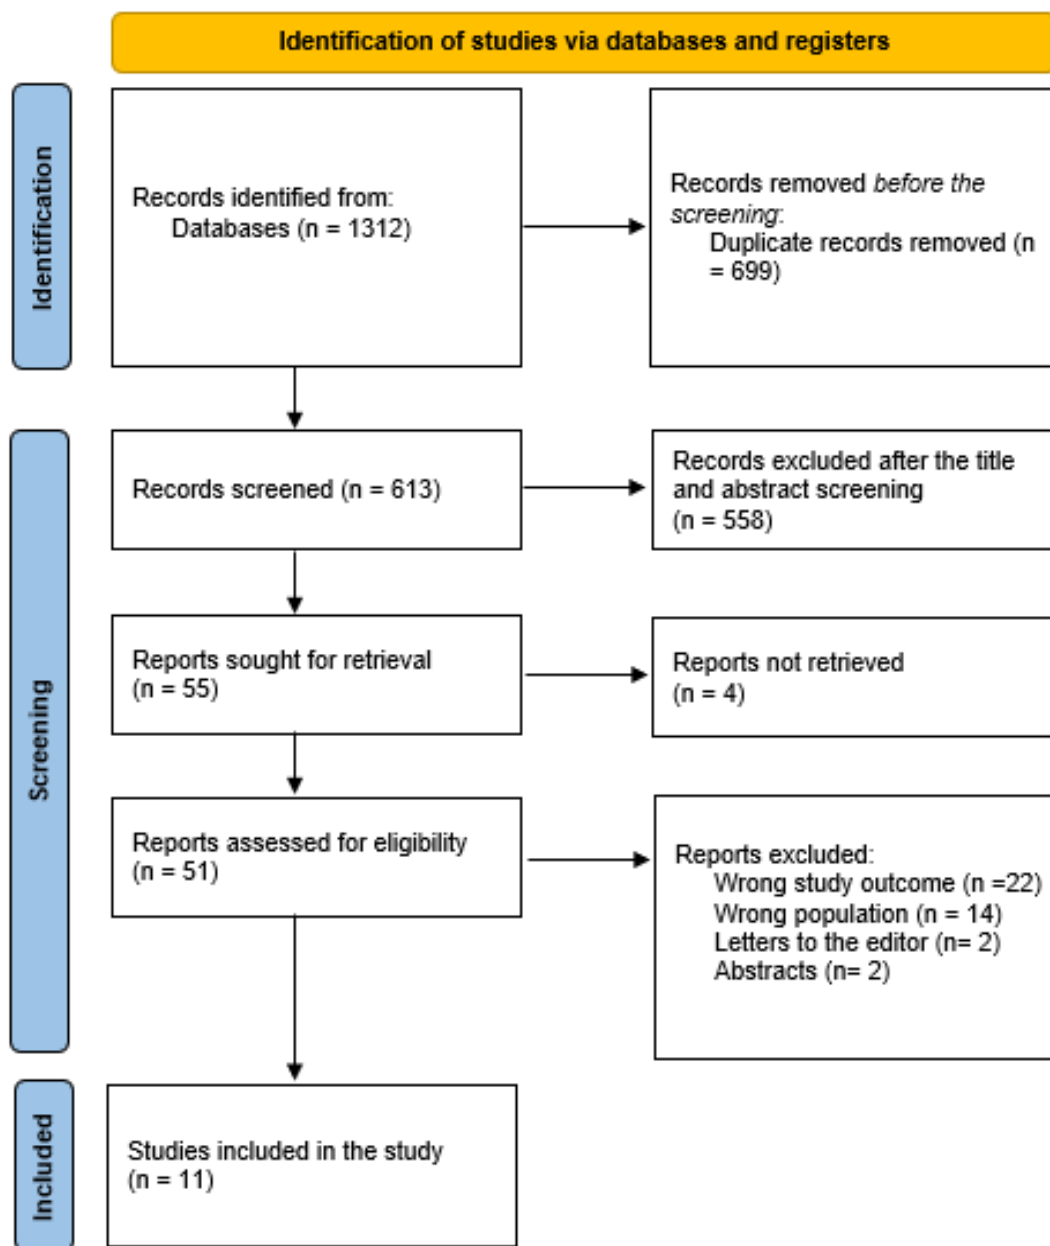 Identification of studies via databases and registers
Identification
Records identified from:
Databases (n = 1312)
Records removed before the
screening:
Duplicate records removed (n
= 699)
Screening
Records screened (n = 613)
Records excluded after the title
and abstract screening
(n = 558)
Reports sought for retrieval
(n = 55)
Reports not retrieved
(n = 4)
Reports assessed for eligibility
(n = 51)
Reports excluded:
Wrong study outcome (n =22)
Wrong population (n = 14)
Letters to the editor (n= 2)
Abstracts (n= 2)
Included
Studies included in the study
(n = 11)